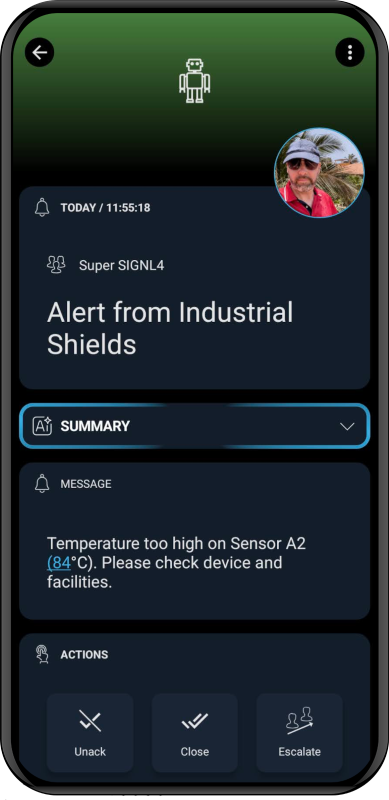 TODAY / 11:55:18
Super SIGNL4
Alert from Industrial
Shields
Ai SUMMARY
MESSAGE
Temperature too high on Sensor A2
(84°C). Please check device and
facilities.
ACTIONS
Unack Close Escalate